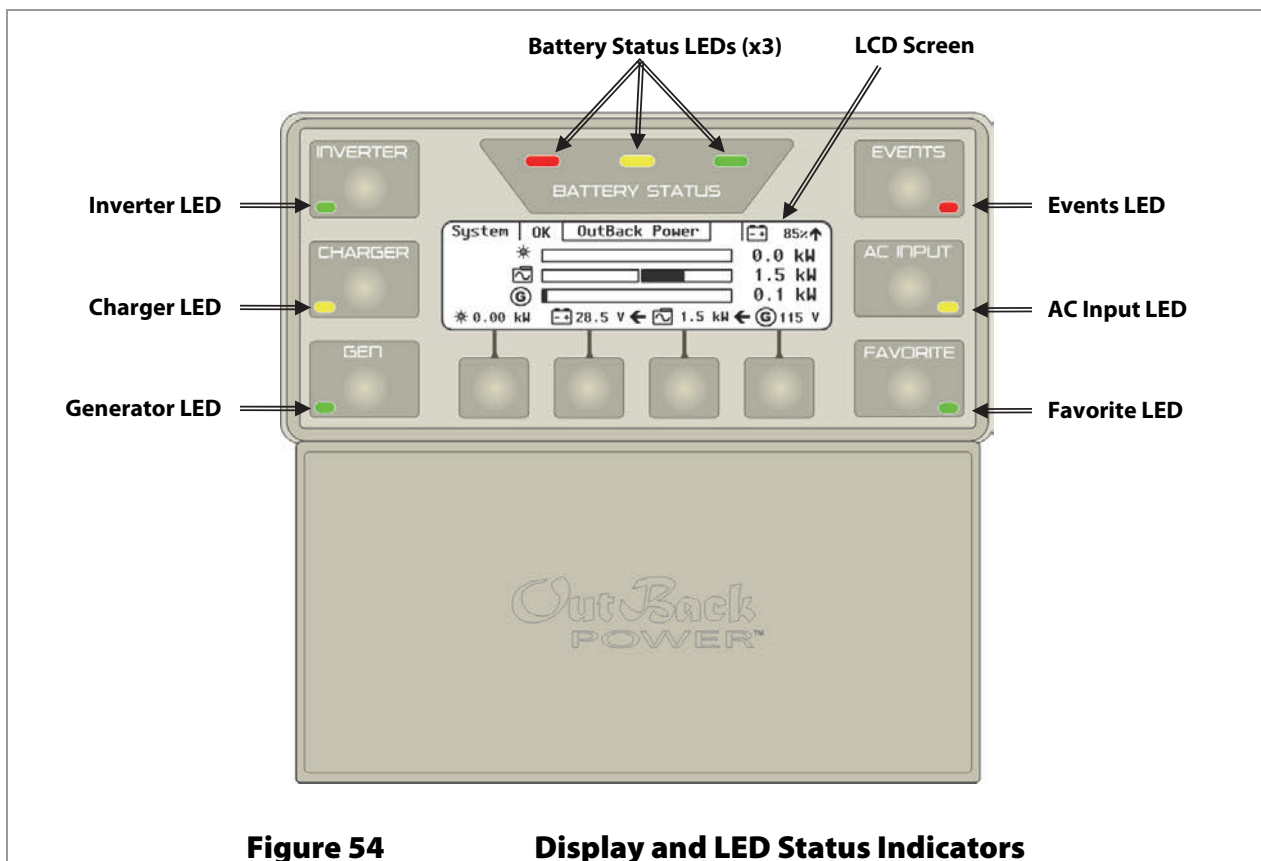 Battery Status LEDs (x3)
LCD Screen
INVERTER
EVENTS
BATTERY STATUS
Inverter LED
Events LED
System OK OutBack Power 85%
CHARGER
0.0 kW
AC INPUT
1.5 kW
Charger LED
G 0.1 kW
AC Input LED
0.00 kW 28.5 V 1.5 kW G 115 V
GEN
FAVORITE
Generator LED
Favorite LED
OutBack
POWER™
Figure 54 Display and LED Status Indicators